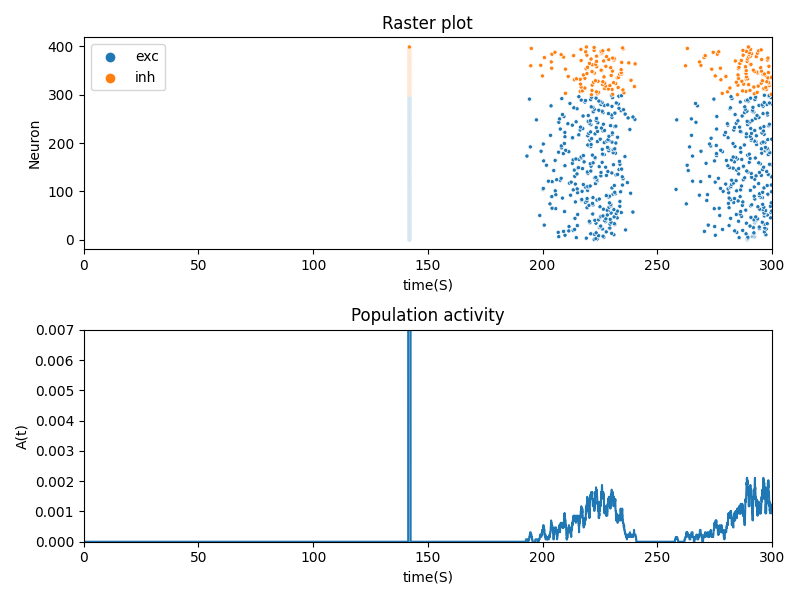 Raster plot
400
300
200
100
0
Neuron
exc
inh
0 50 100 150 200 250 300
time(S)
Population activity
0.007
0.006
0.005
0.004
0.003
0.002
0.001
0.000
A(t)
0 50 100 150 200 250 300
time(S)